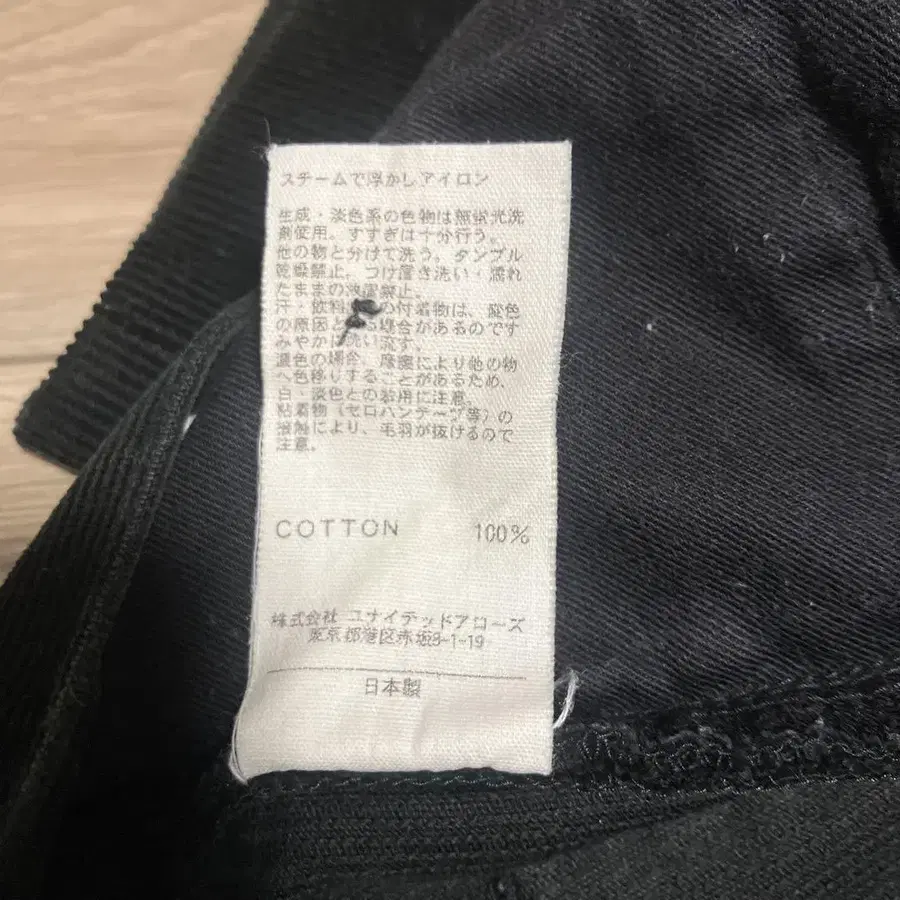 スチームで浮かしアイロン
生成・淡色系の色物は無蛍光洗
剤使用。すすぎは十分行う。
他の物と分けて洗う。タンブル
乾燥禁止。つけ置き洗い・濡れ
たままの放置禁止。
汗・飲料の付着物は、変色
の原因と場合があるのです
みやかに洗い流す。
濃色の場合、摩擦により他の物
へ色移りすることがあるため、
白・淡色との着用に注意。
粘着物（セロハンテープ等）の
接触により、毛羽が抜けるので
注意。
COTTON 100%
株式会社 ユナイテッドアローズ
東京都港区赤坂8-1-19
日本製